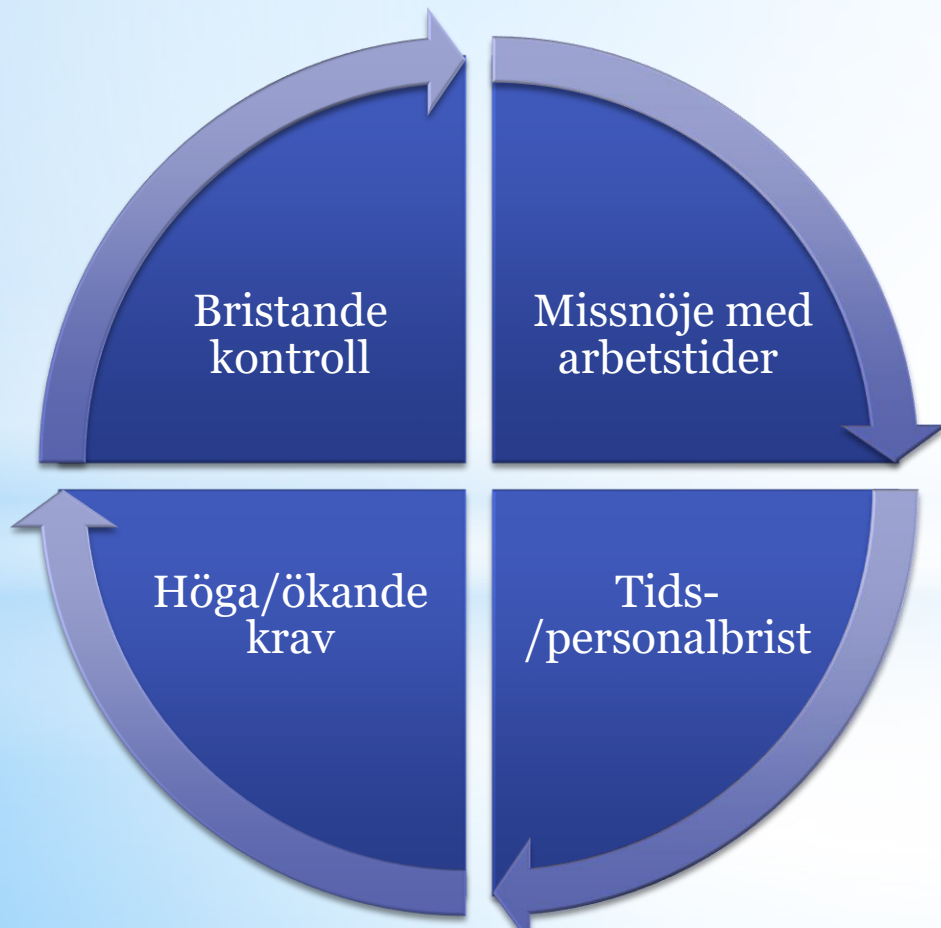 Bristande
kontroll
Missnöje med
arbetstider
Höga/ökande
krav
Tids-
/personalbrist